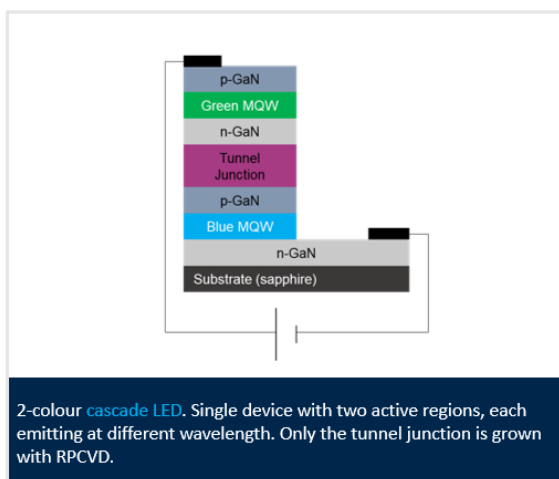 p-GaN
Green MQW
n-GaN
Tunnel
Junction
p-GaN
Blue MQW
n-GaN
Substrate (sapphire)
2-colour cascade LED. Single device with two active regions, each
emitting at different wavelength. Only the tunnel junction is grown
with RPCVD.